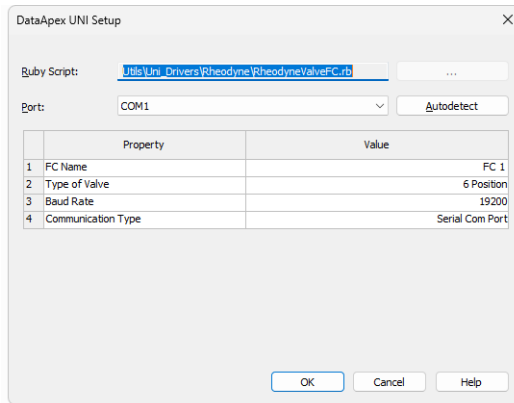 DataApex UNI Setup
Ruby Script: Utils\Uni_Drivers\Rheodyne\RheodyneValveFC.rb ...
Port: COM1 Autodetect
Property Value
1 FC Name FC 1
2 Type of Valve 6 Position
3 Baud Rate 19200
4 Communication Type Serial Com Port
OK Cancel Help